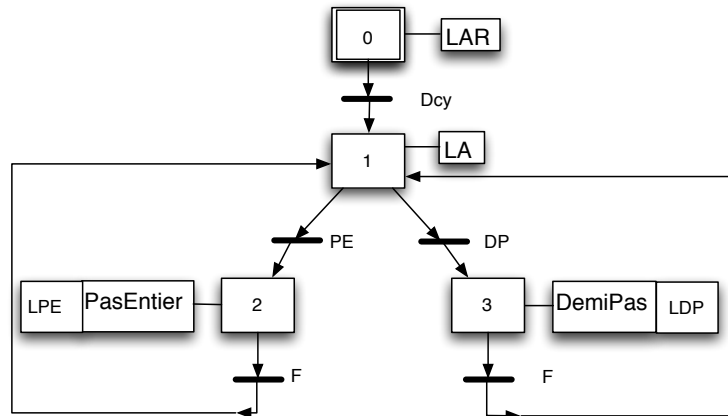 0
LAR
Dcy
1
LA
PE
DP
LPE
PasEntier
2
3
DemiPas
LDP
F
F